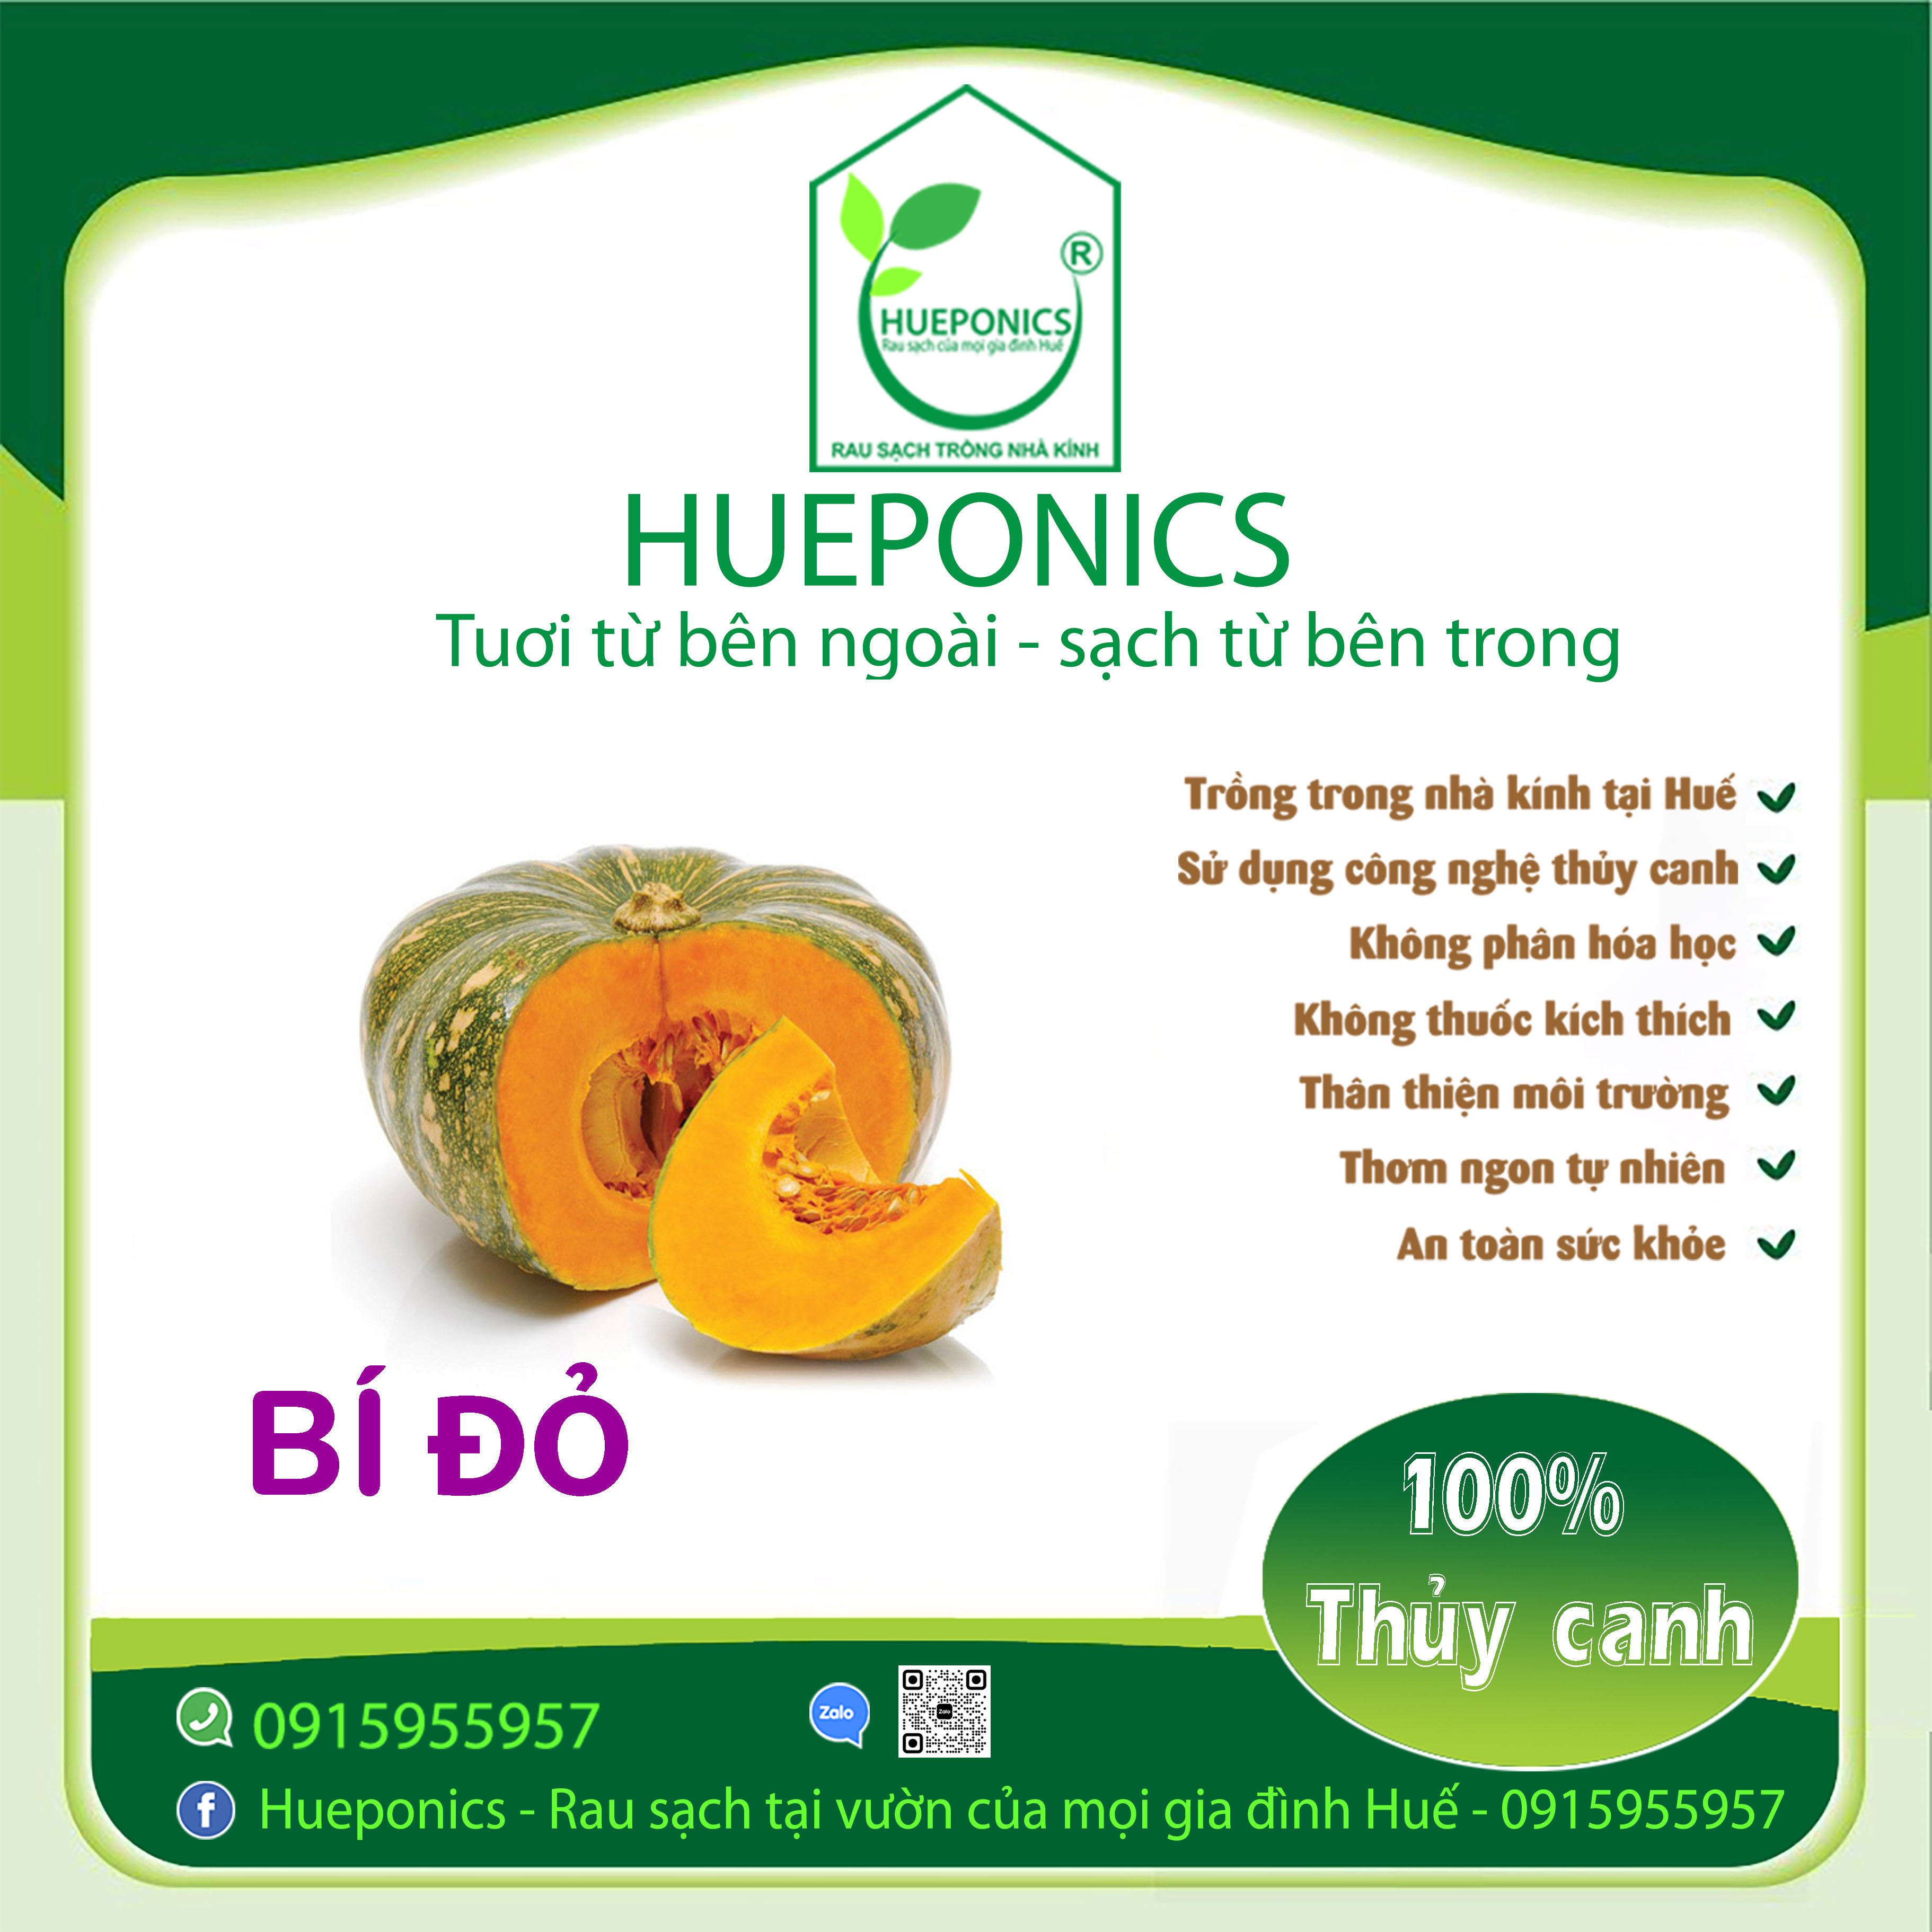 ®
HUEPONICS
Rau sạch của mọi gia đình Huế
RAU SẠCH TRỒNG NHÀ KÍNH
HUEPONICS
Tươi từ bên ngoài - sạch từ bên trong
Trồng trong nhà kính tại Huế
Sử dụng công nghệ thủy canh
Không phân hóa học
Không thuốc kích thích
Thân thiện môi trường
Thơm ngon tự nhiên
An toàn sức khỏe
BÍ ĐỎ
100%
Thủy canh
0915955957
Zalo
Zalo
Hueponics - Rau sạch tại vườn của mọi gia đình Huế - 0915955957